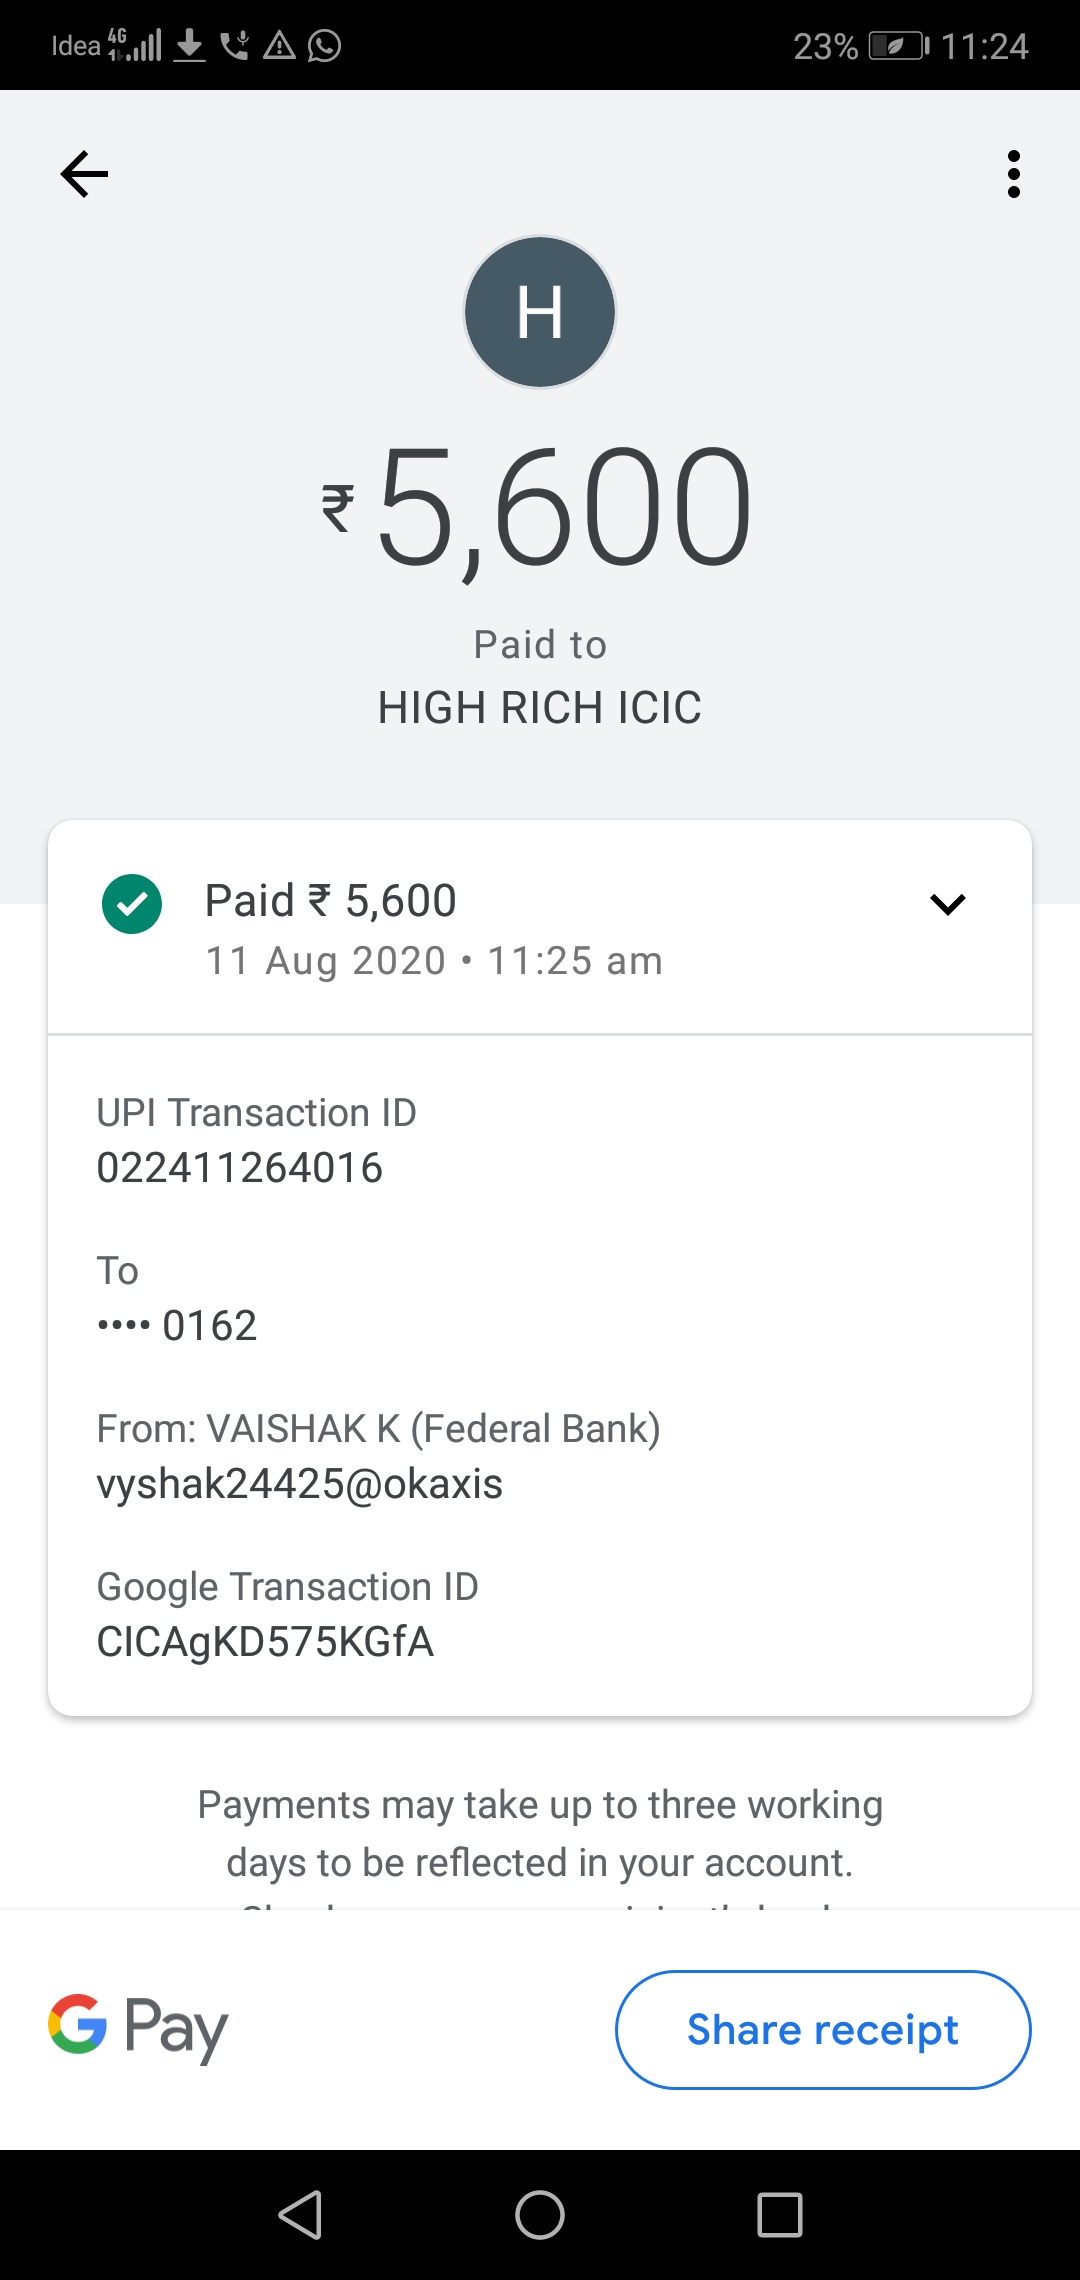 Idea 4G 23% 11:24
H
₹5,600
Paid to
HIGH RICH ICIC
Paid ₹ 5,600
11 Aug 2020 • 11:25 am
UPI Transaction ID
022411264016
To
•••• 0162
From: VAISHAK K (Federal Bank)
vyshak24425@okaxis
Google Transaction ID
CICAgKD575KGfA
Payments may take up to three working
days to be reflected in your account.
G Pay
Share receipt